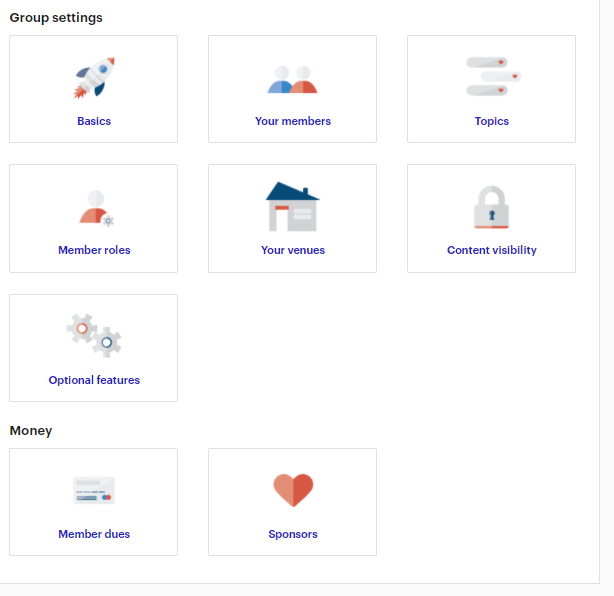 Group settings
Basics
Your members
Topics
Member roles
Your venues
Content visibility
Optional features
Money
Member dues
Sponsors